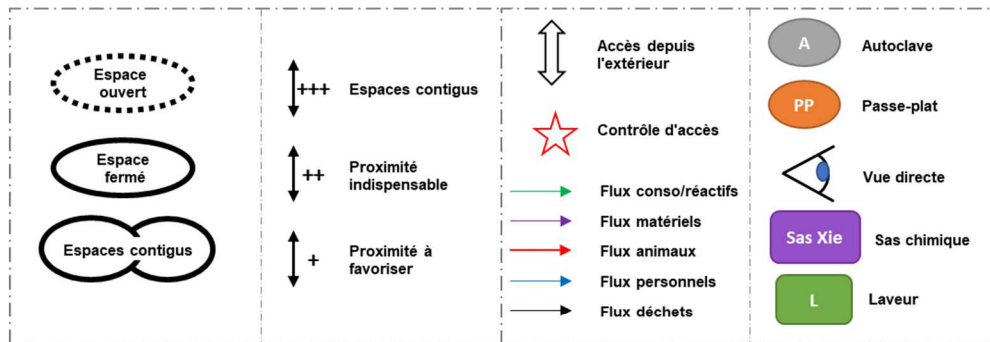 Espace
ouvert
Espace
fermé
Espaces contigus
+++ Espaces contigus
++ Proximité
indispensable
+ Proximité à
favoriser
Accès depuis
l'extérieur
Contrôle d'accès
Flux conso/réactifs
Flux matériels
Flux animaux
Flux personnels
Flux déchets
A Autoclave
PP Passe-plat
Vue directe
Sas Xie Sas chimique
L Laveur